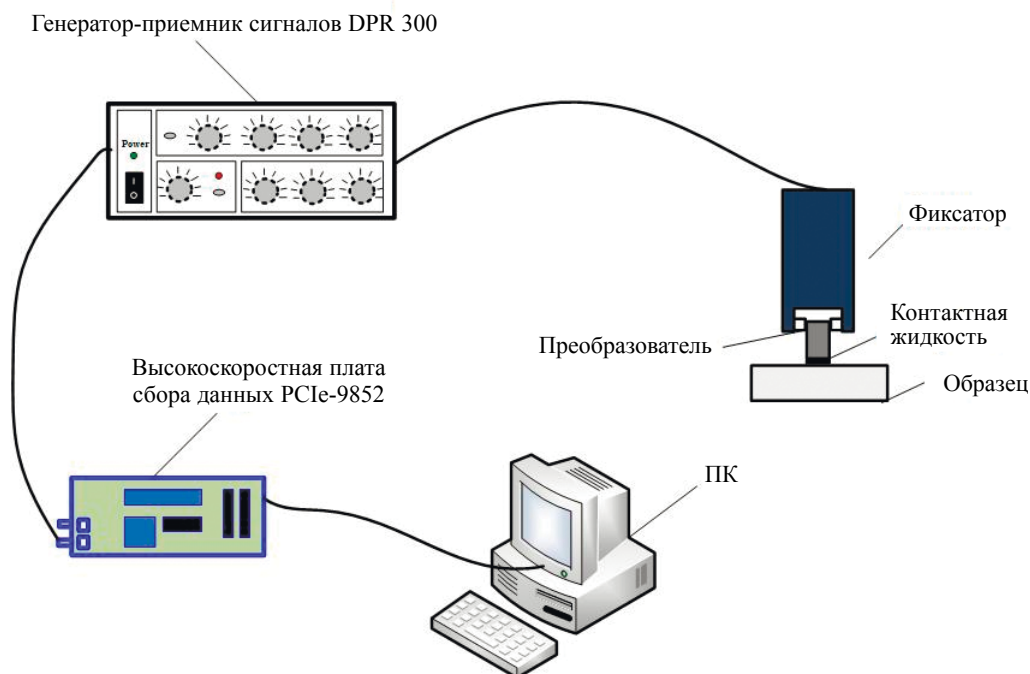 Генератор-приемник сигналов DPR 300
Power
Фиксатор
Контактная
жидкость
Преобразователь
Образец
Высокоскоростная плата
сбора данных PCIe-9852
ПК